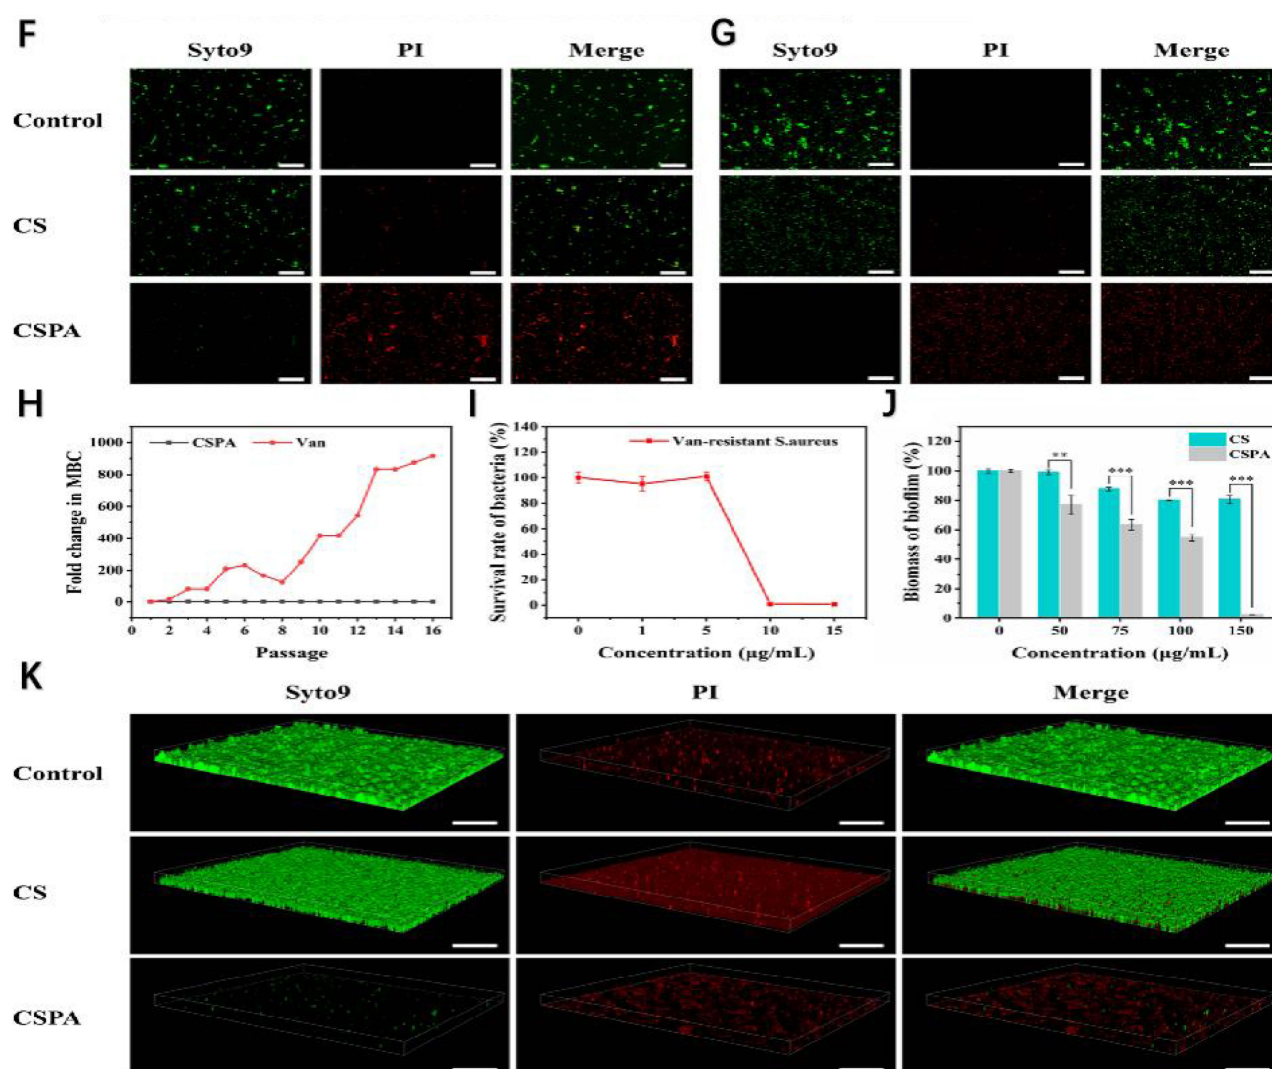 F
G
Syto9 PI Merge
Syto9 PI Merge
Control
CS
CSPA
H
I
J
CSPA Van
Fold change in MBC
1000
800
600
400
200
0
0 2 4 6 8 10 12 14 16
Passage
Van-resistant S.aureus
Survival rate of bacteria (%)
140
120
100
80
60
40
20
0
0 1 5 10 15
Concentration (μg/mL)
CS
CSPA
Biomass of biofilm (%)
120
100
80
60
40
20
0
** *** *** ***
0 50 75 100 150
Concentration (μg/mL)
K
Syto9 PI Merge
Control
CS
CSPA